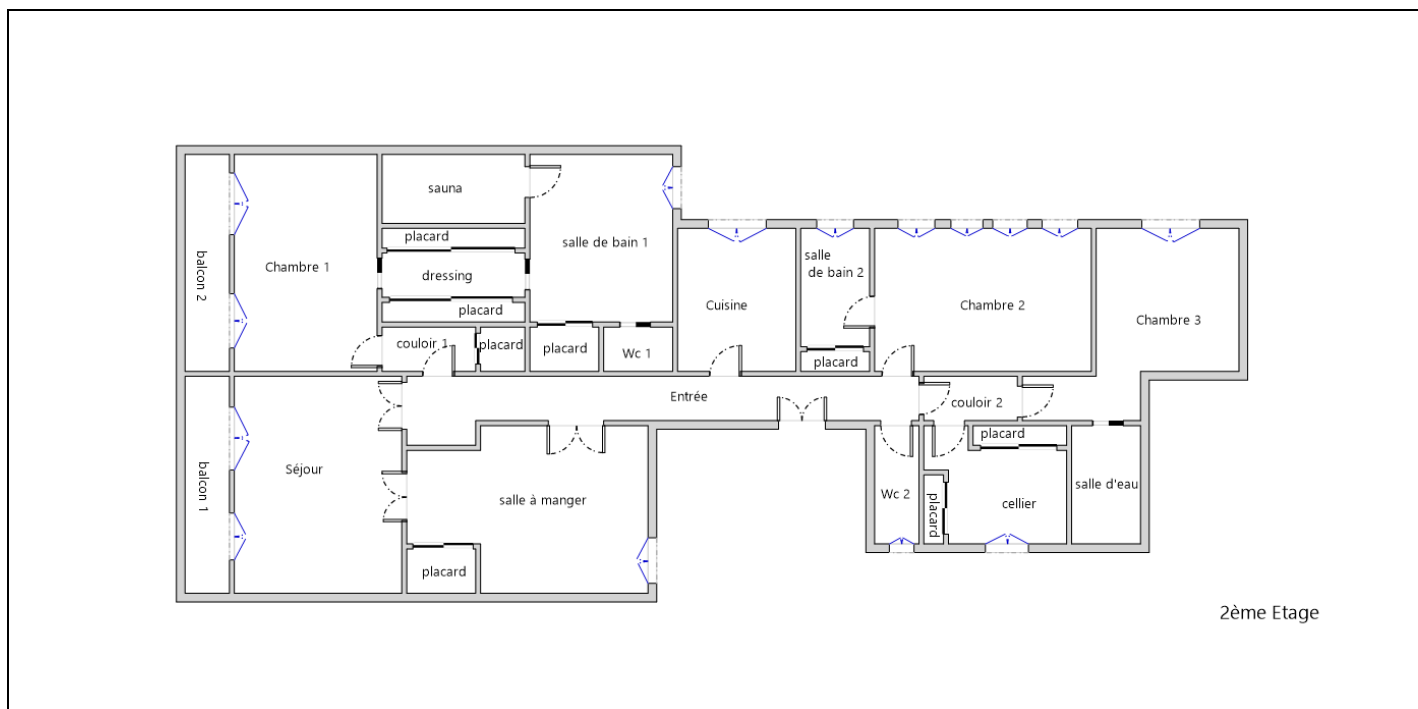 sauna
placard
salle de bain 1
balcon 2
Chambre 1
dressing
placard
salle
de bain 2
Cuisine
Chambre 2
Chambre 3
couloir 1
placard
placard
Wc 1
placard
Entrée
couloir 2
placard
balcon 1
Séjour
salle à manger
Wc 2
placard
cellier
salle d'eau
placard
2ème Etage